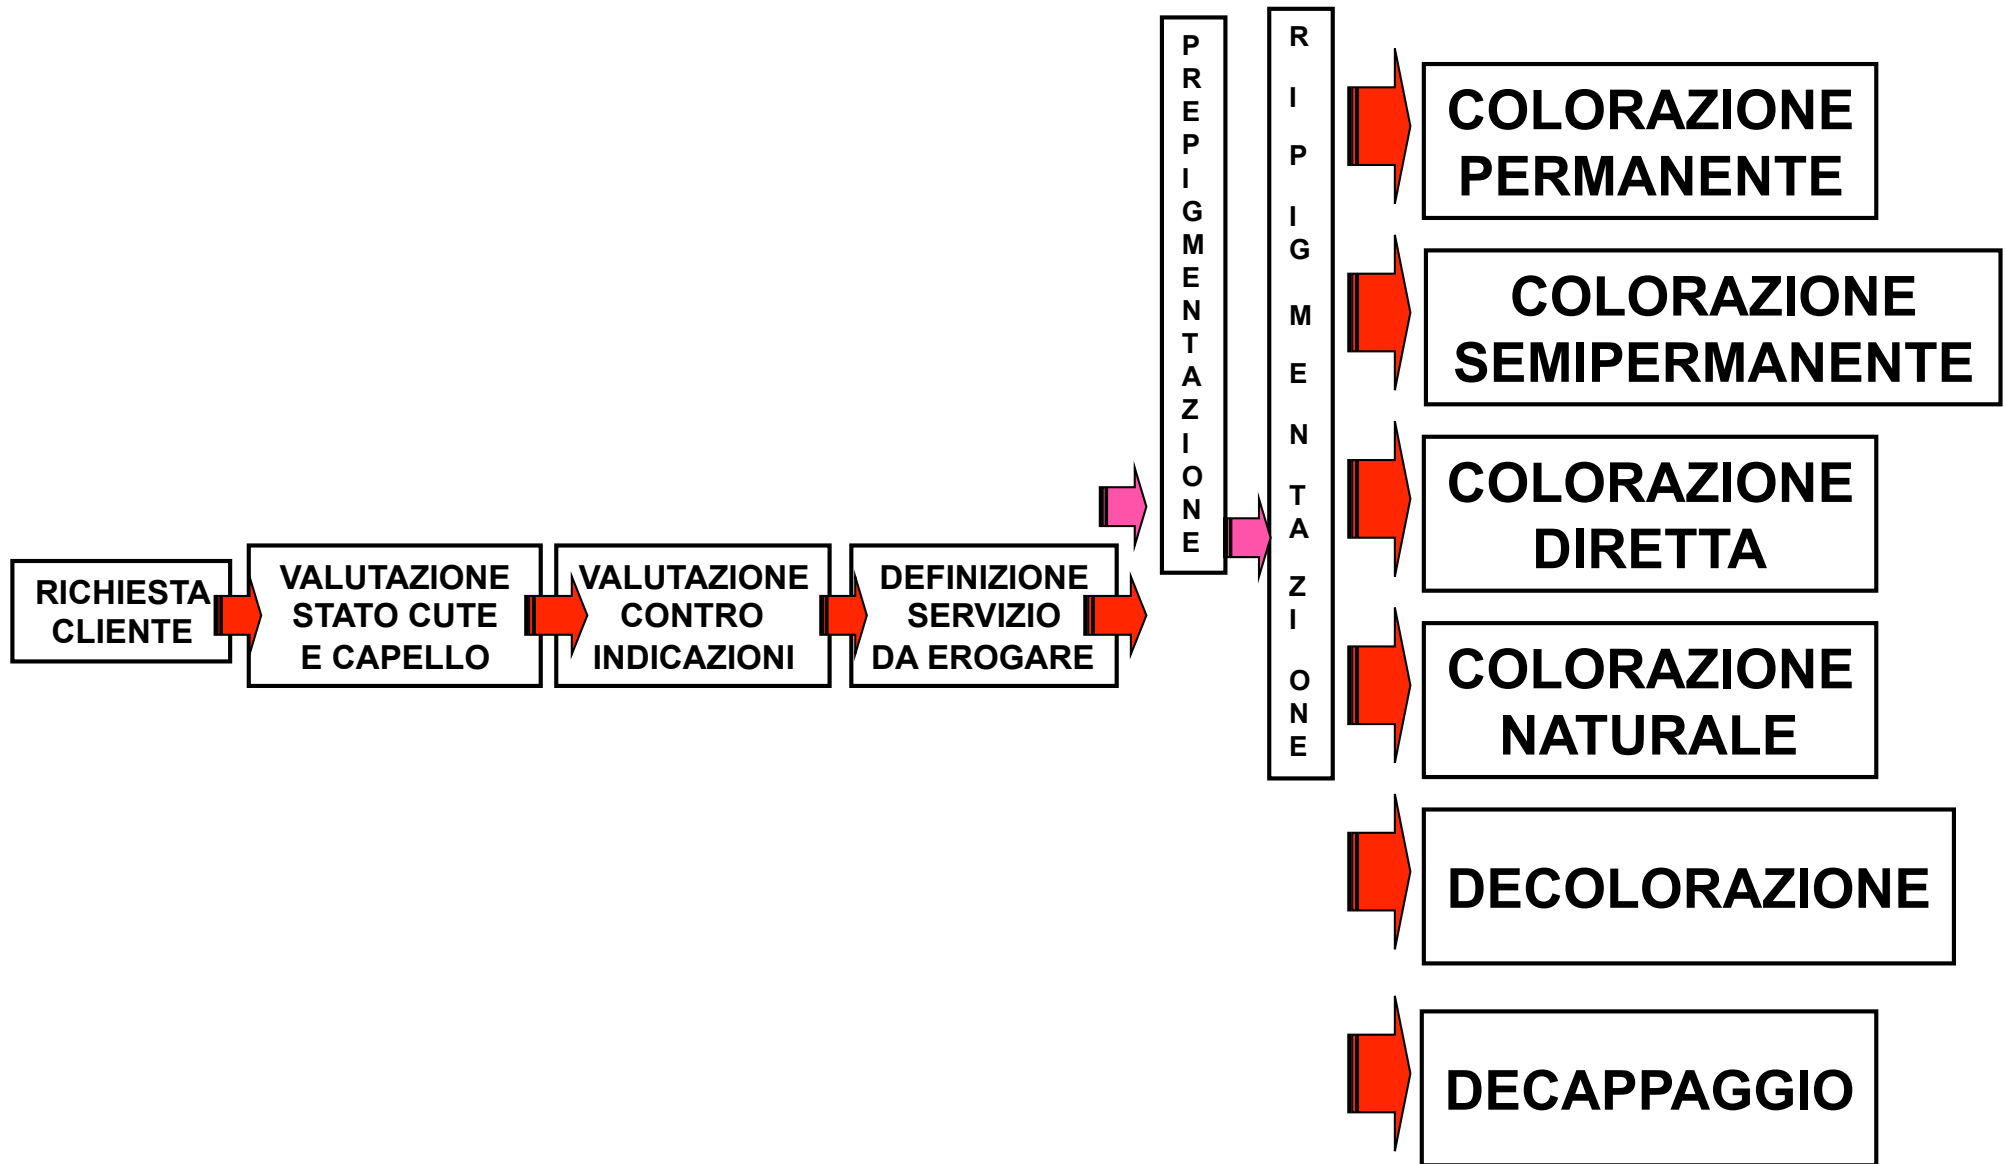 RICHIESTA
CLIENTE
VALUTAZIONE
STATO CUTE
E CAPELLO
VALUTAZIONE
CONTRO
INDICAZIONI
DEFINIZIONE
SERVIZIO
DA EROGARE
PREPIGMENTAZIONE
RIPIGMENTAZIONE
COLORAZIONE
PERMANENTE
COLORAZIONE
SEMIPERMANENTE
COLORAZIONE
DIRETTA
COLORAZIONE
NATURALE
DECOLORAZIONE
DECAPPAGGIO